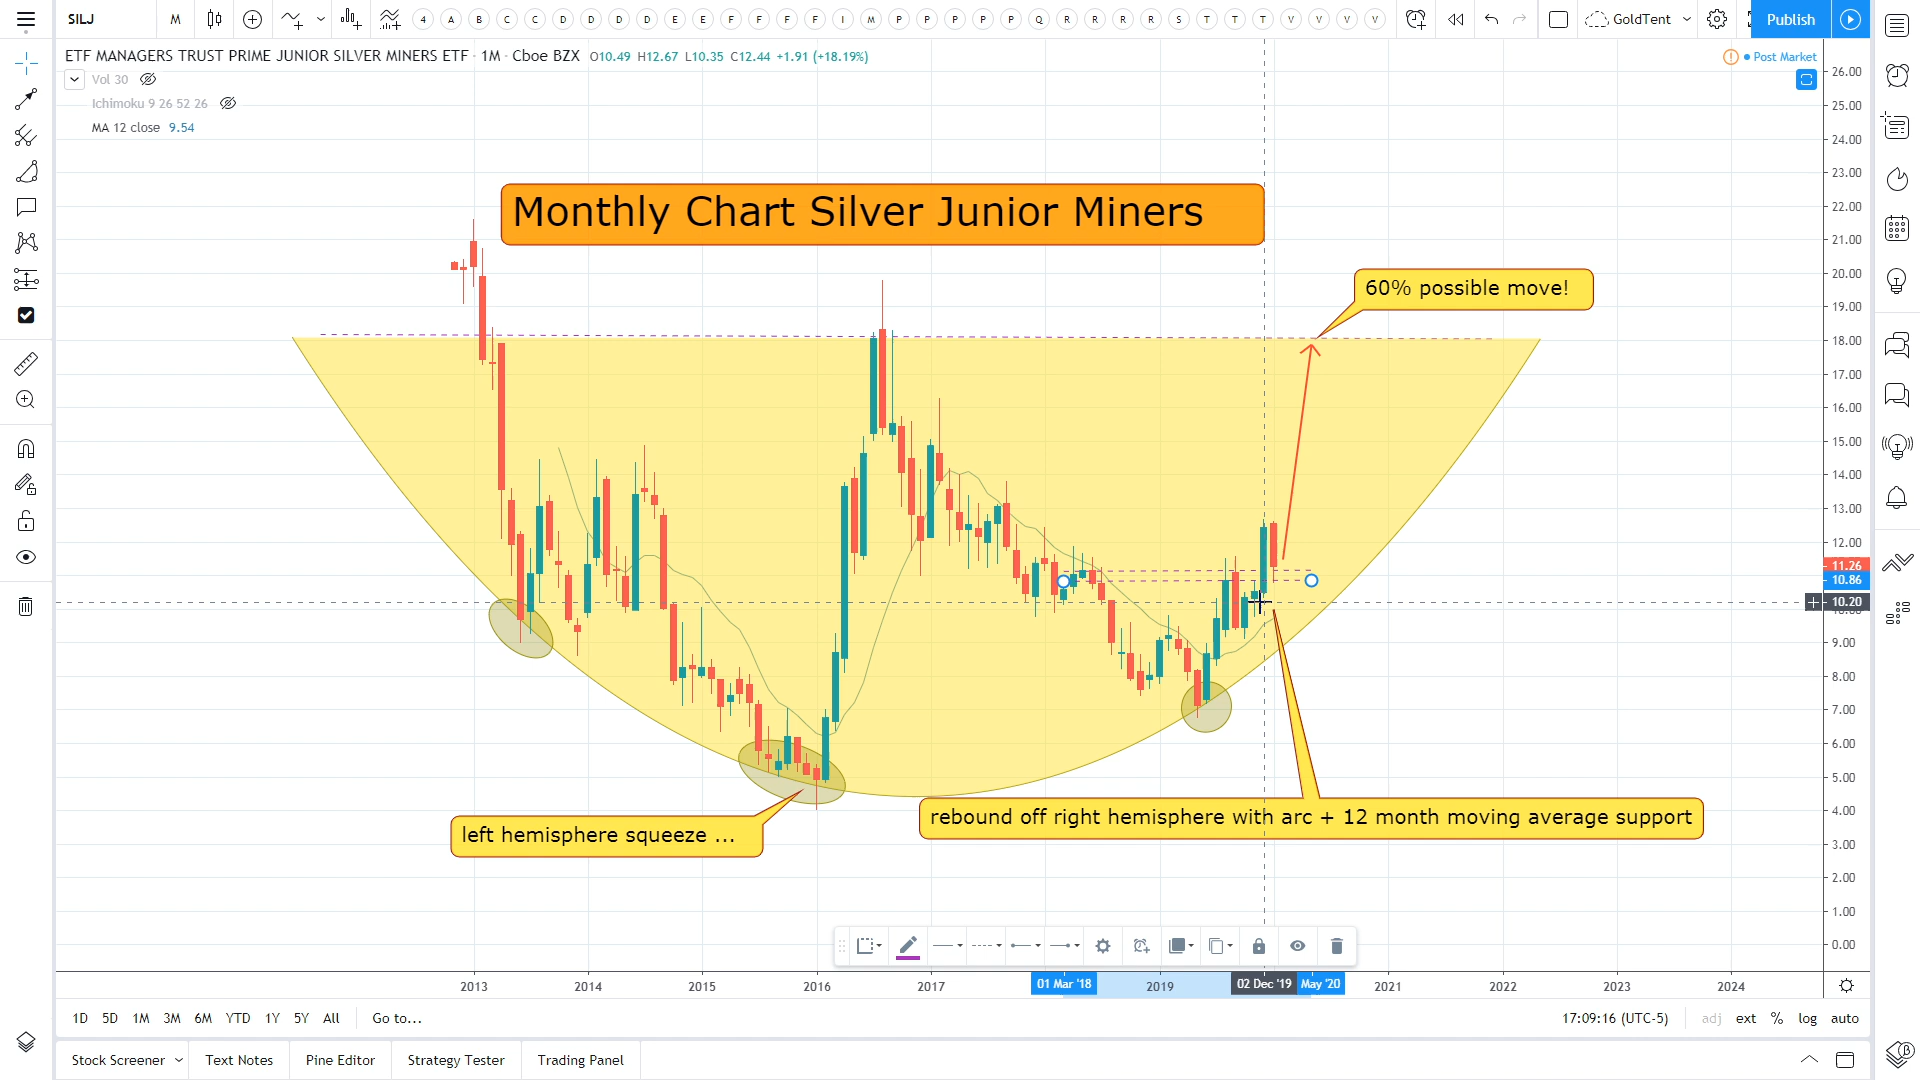 SILJ M 4 A B C C D D D D E E F F F I M P P P P Q R R R R S T T T V V V V GoldTent Publish
ETF MANAGERS TRUST PRIME JUNIOR SILVER MINERS ETF · 1M · Cboe BZX O10.49 H12.67 L10.35 C12.44 +1.91 (+18.19%)
Post Market
Vol 30
Ichimoku 9 26 52 26
MA 12 close 9.54
Monthly Chart Silver Junior Miners
60% possible move!
left hemisphere squeeze ...
rebound off right hemisphere with arc + 12 month moving average support
26.00
25.00
24.00
23.00
22.00
21.00
20.00
19.00
18.00
17.00
16.00
15.00
14.00
13.00
12.00
11.26
10.86
10.20
9.00
8.00
7.00
6.00
5.00
4.00
3.00
2.00
1.00
0.00
2013 2014 2015 2016 2017 01 Mar '18 2019 02 Dec '19 May '20 2021 2022 2023 2024
1D 5D 1M 3M 6M YTD 1Y 5Y All Go to... 17:09:16 (UTC-5) adj ext % log auto
Stock Screener Text Notes Pine Editor Strategy Tester Trading Panel